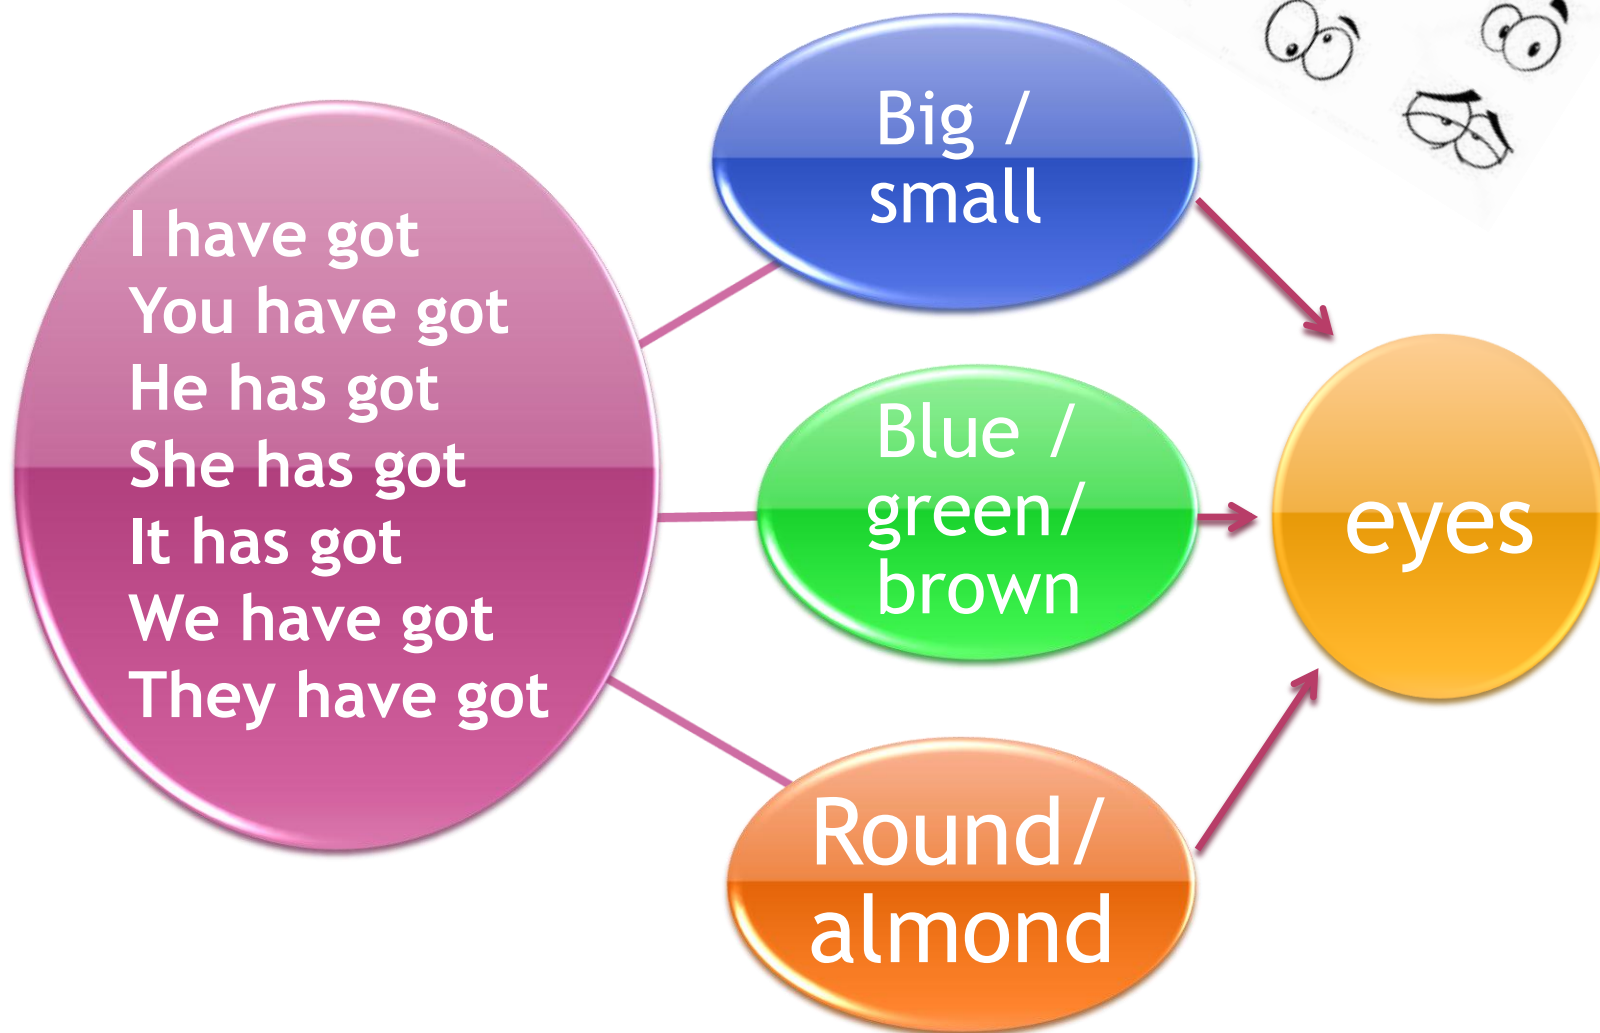 I have got
You have got
He has got
She has got
It has got
We have got
They have got
Big /
small
Blue /
green/
brown
Round/
almond
eyes